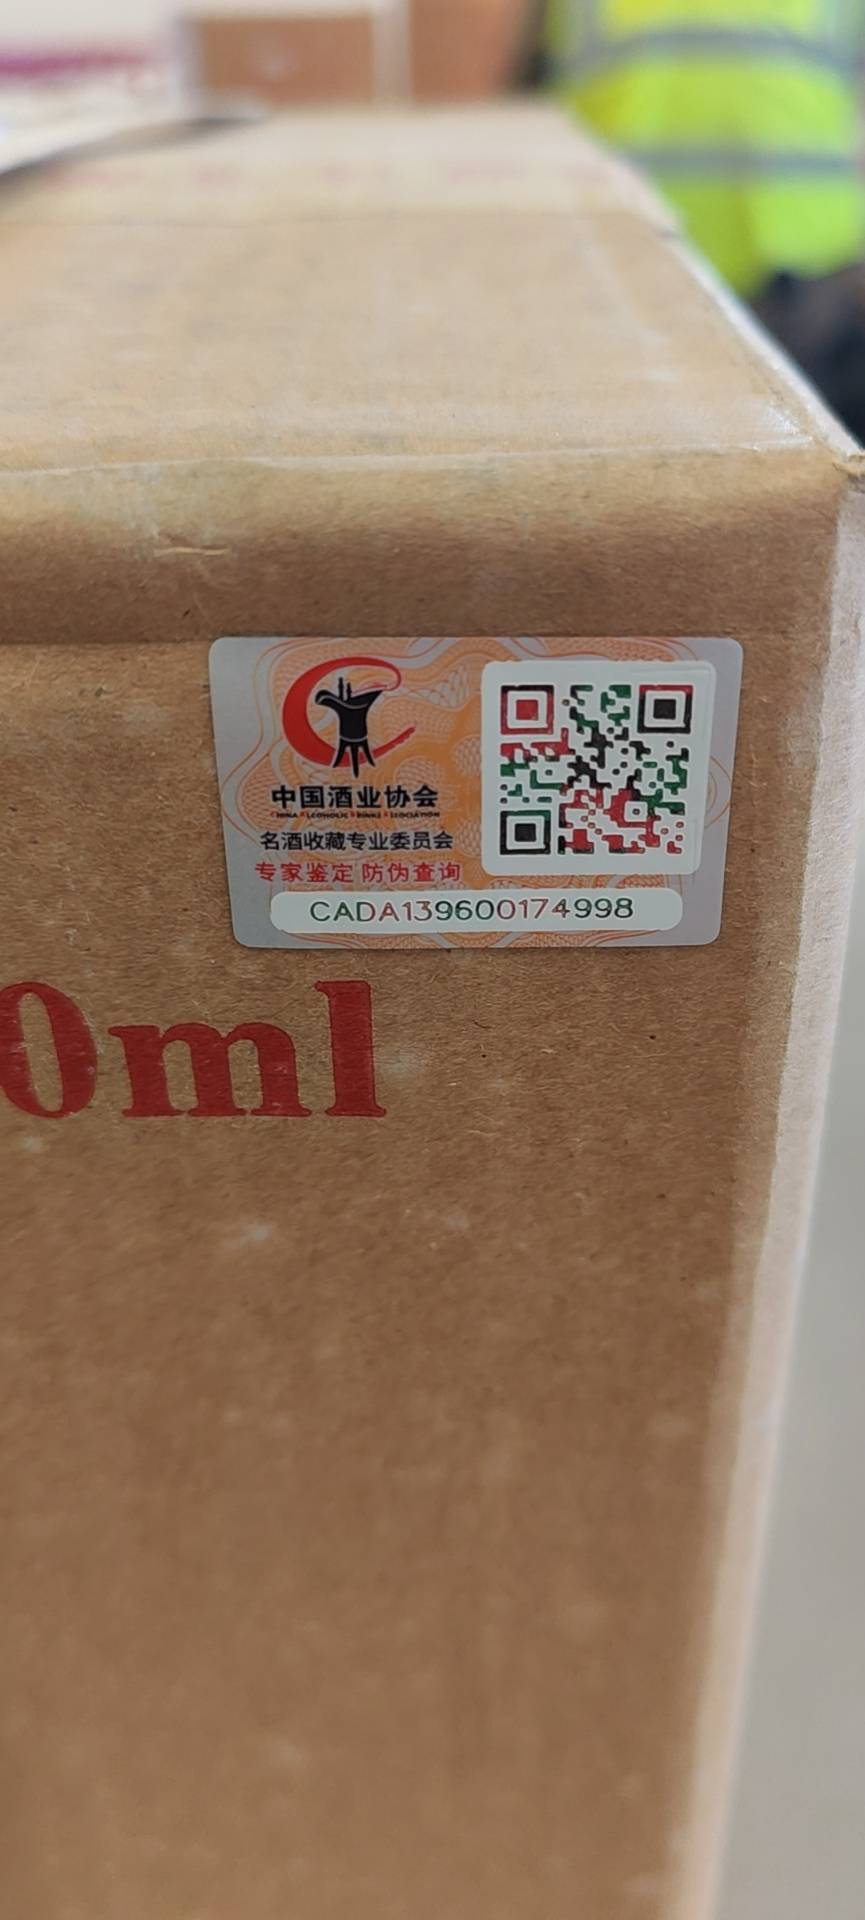 中国酒业协会
名酒收藏专业委员会
专家鉴定 防伪查询
CADA139600174998
0ml